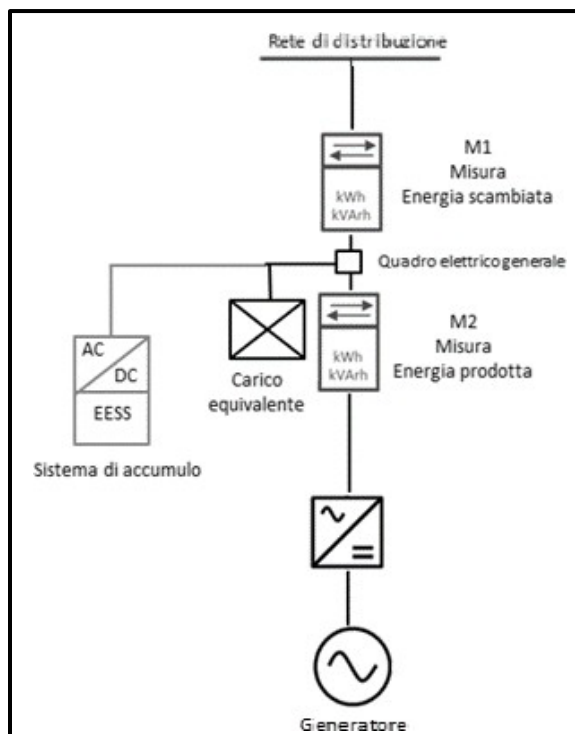 Rete di distribuzione
M1
Misura
Energia scambiata
kWh
kVArh
Quadro elettrico generale
M2
Misura
Energia prodotta
kWh
kVArh
Carico
equivalente
AC
DC
EESS
Sistema di accumulo
Generatore